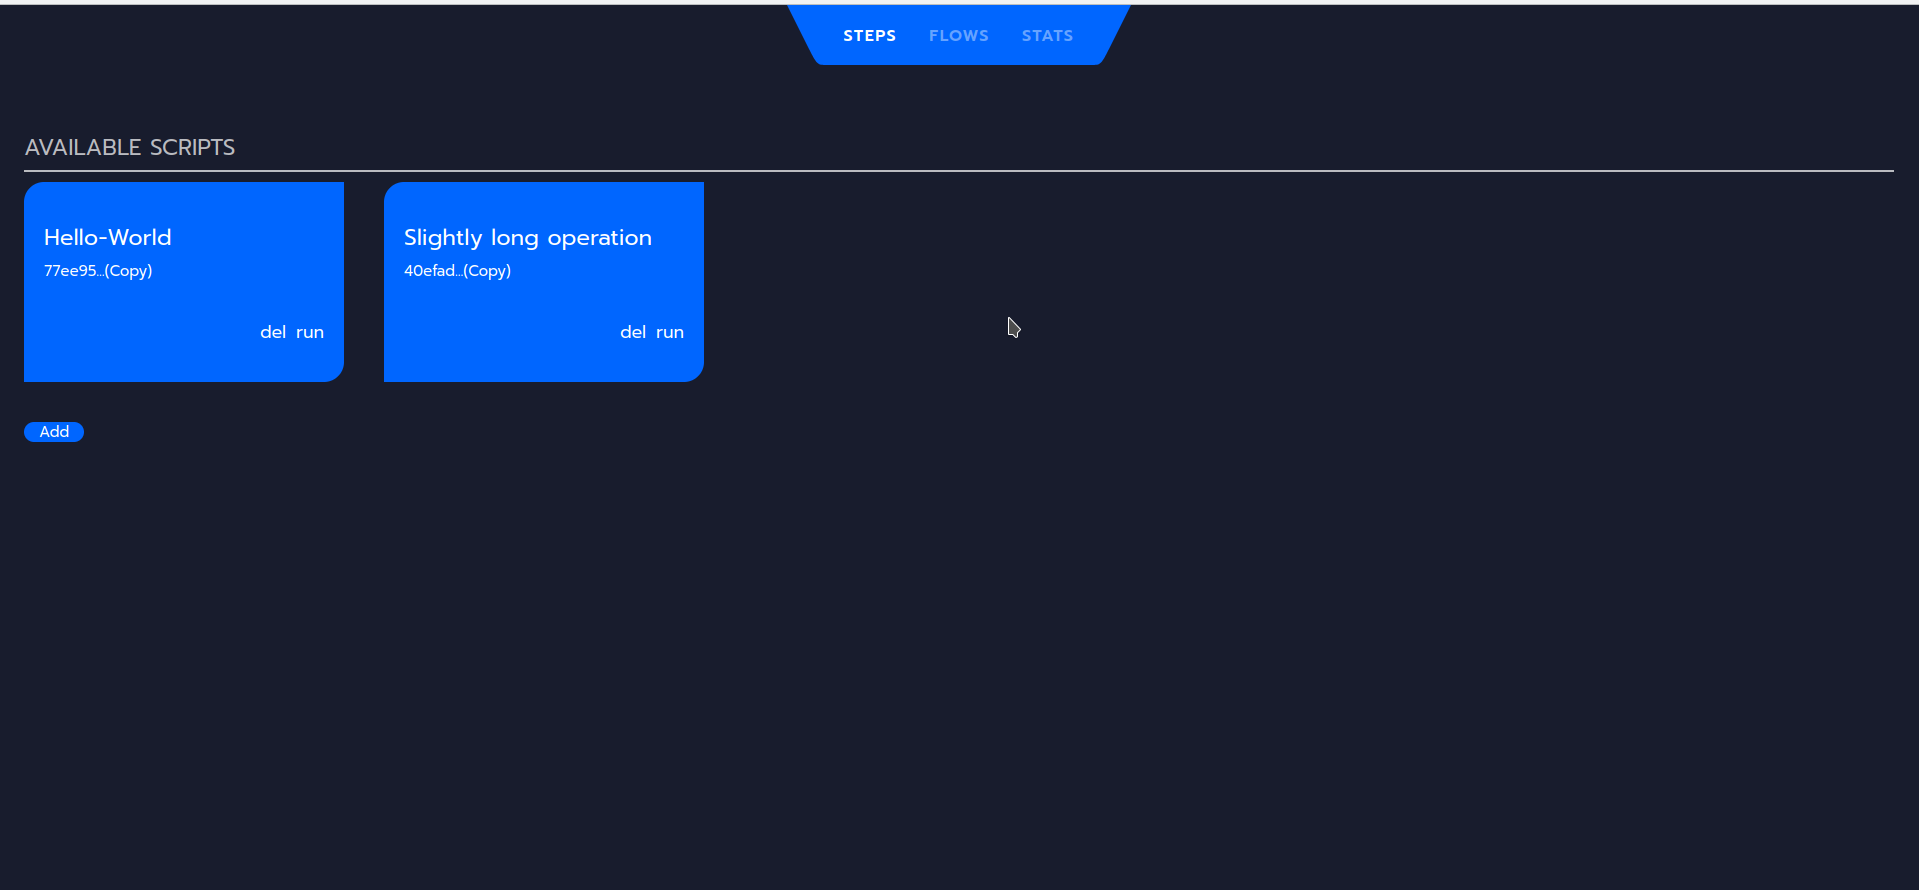 STEPS FLOWS STATS
AVAILABLE SCRIPTS
Hello-World
77ee95...(Copy)
del run
Slightly long operation
40efad...(Copy)
del run
Add